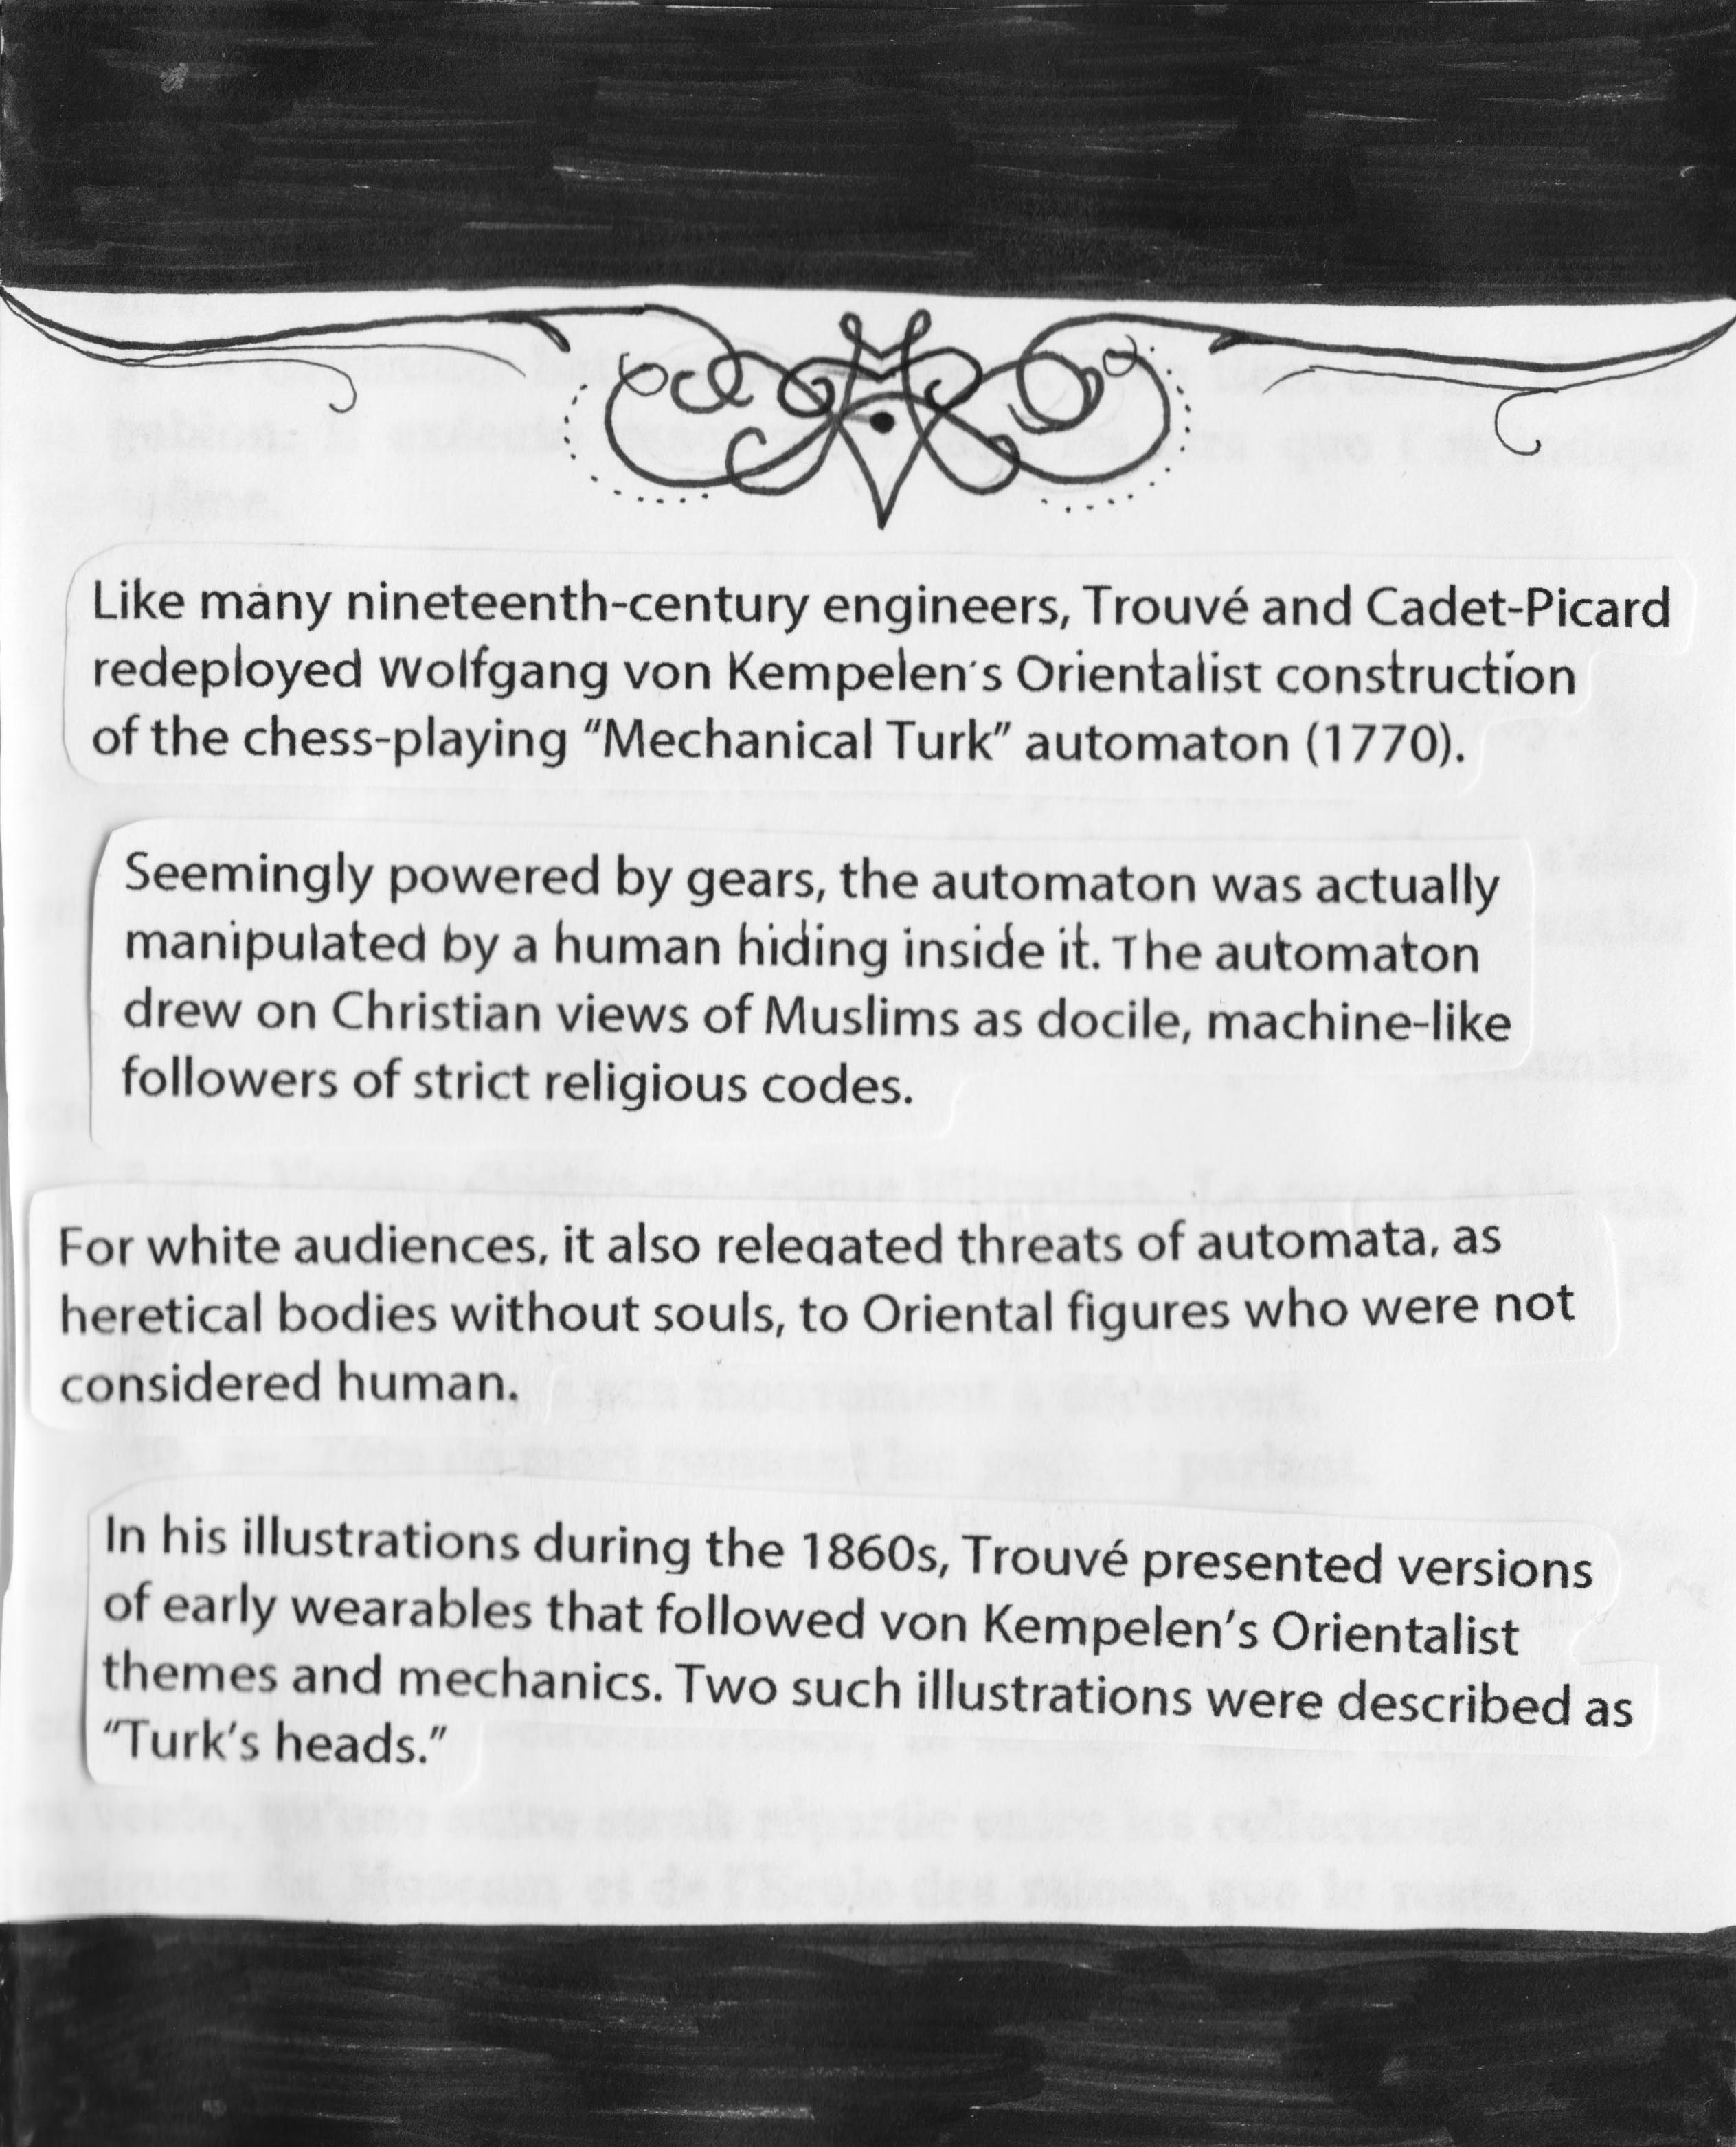 Like many nineteenth-century engineers, Trouvé and Cadet-Picard
redeployed Wolfgang von Kempelen's Orientalist construction
of the chess-playing “Mechanical Turk” automaton (1770).
Seemingly powered by gears, the automaton was actually
manipulated by a human hiding inside it. The automaton
drew on Christian views of Muslims as docile, machine-like
followers of strict religious codes.
For white audiences, it also relegated threats of automata, as
heretical bodies without souls, to Oriental figures who were not
considered human.
In his illustrations during the 1860s, Trouvé presented versions
of early wearables that followed von Kempelen’s Orientalist
themes and mechanics. Two such illustrations were described as
“Turk’s heads.”